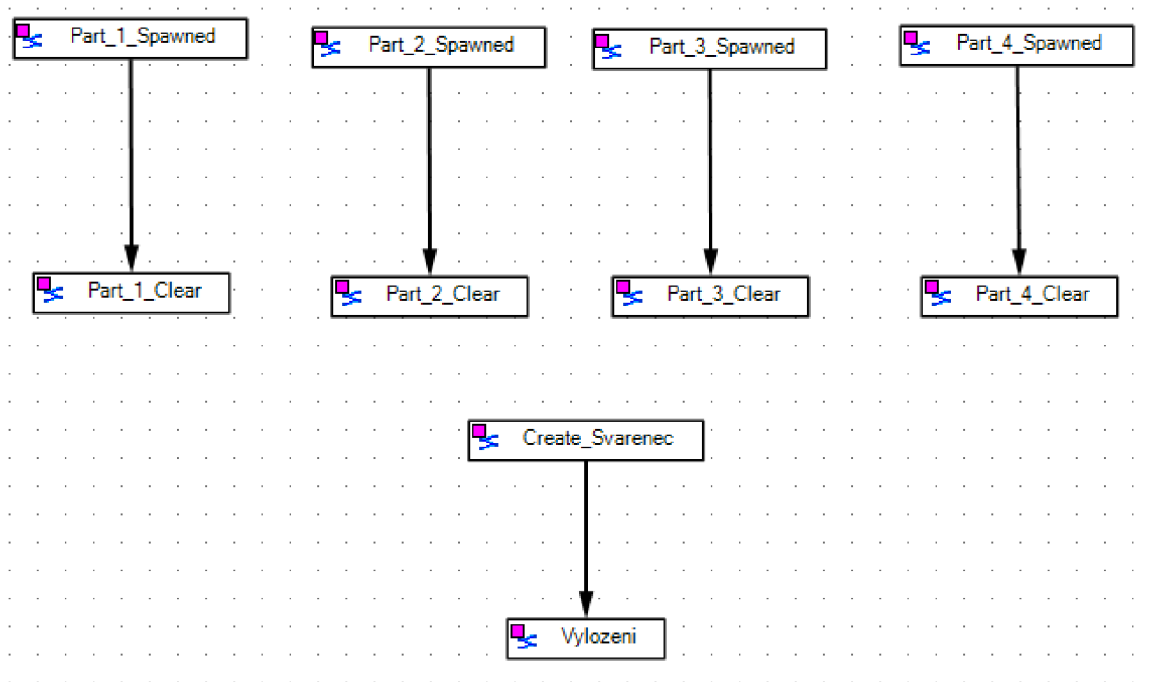 Part_1_Spawned
Part_2_Spawned
Part_3_Spawned
Part_4_Spawned
Part_1_Clear
Part_2_Clear
Part_3_Clear
Part_4_Clear
Create_Svarenec
Vylozeni